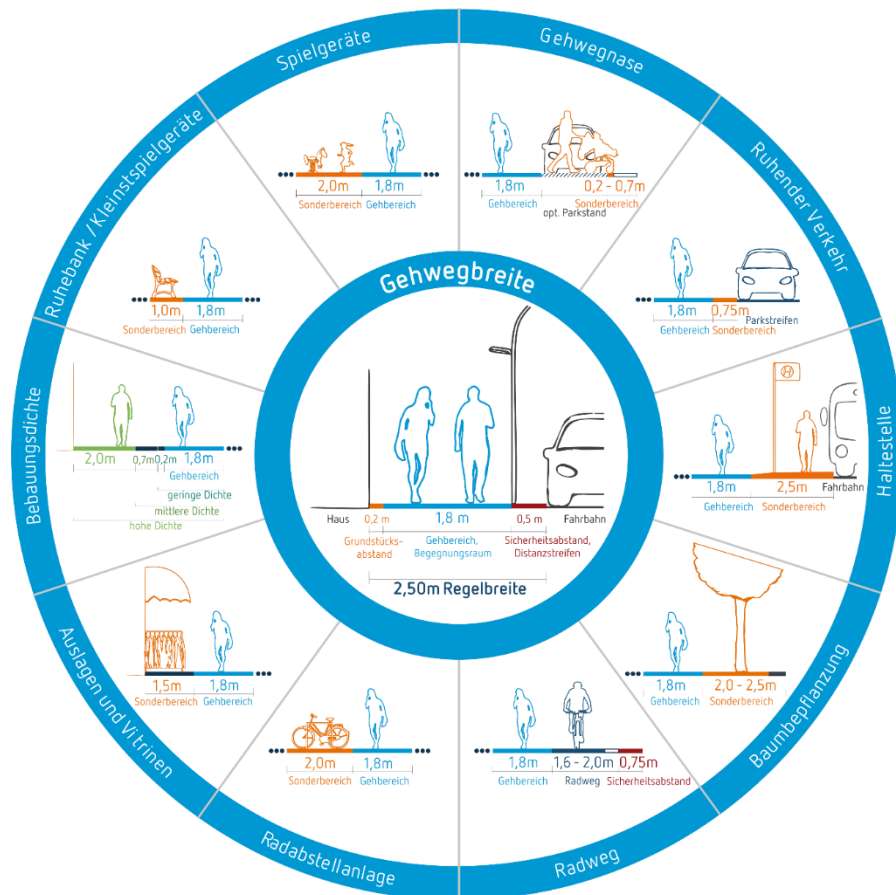 Gehwegbreite
Haus
0,2 m
1,8 m
0,5 m
Fahrbahn
Grundstücks-
abstand
Gehbereich,
Begegnungsraum
Sicherheitsabstand,
Distanzstreifen
2,50m Regelbreite
Gehwegnase
1,8m
0,2 - 0,7m
Gehbereich
Sonderbereich
opt. Parkstand
Ruhender Verkehr
1,8m
0,75m
Parkstreifen
Gehbereich
Sonderbereich
Haltestelle
H
1,8m
2,5m
Fahrbahn
Gehbereich
Sonderbereich
Baumbepflanzung
1,8m
2,0 - 2,5m
Gehbereich
Sonderbereich
Radweg
1,8m
1,6 - 2,0m
0,75m
Gehbereich
Radweg
Sicherheitsabstand
Radabstellanlage
2,0m
1,8m
Sonderbereich
Gehbereich
Auslagen und Vitrinen
1,5m
1,8m
Sonderbereich
Gehbereich
Bebauungsdichte
2,0m
0,7m
0,2m
1,8m
Gehbereich
geringe Dichte
mittlere Dichte
hohe Dichte
Ruhebank / Kleinstspielgeräte
1,0m
1,8m
Sonderbereich
Gehbereich
Spielgeräte
2,0m
1,8m
Sonderbereich
Gehbereich